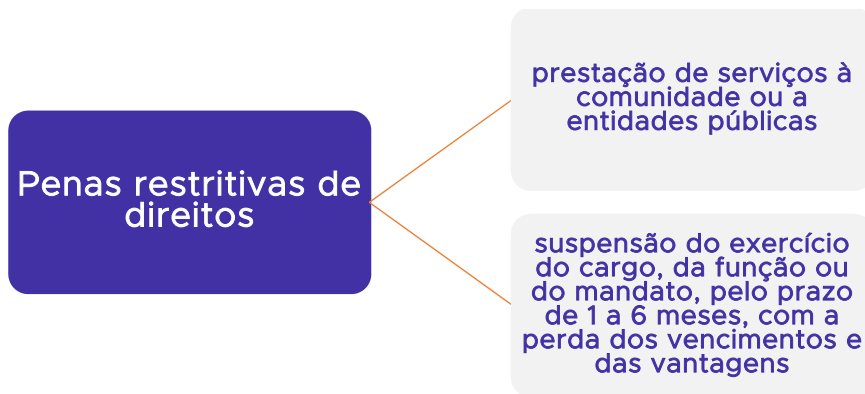 Penas restritivas de
direitos
prestação de serviços à
comunidade ou a
entidades públicas
suspensão do exercício
do cargo, da função ou
do mandato, pelo prazo
de 1 a 6 meses, com a
perda dos vencimentos e
das vantagens